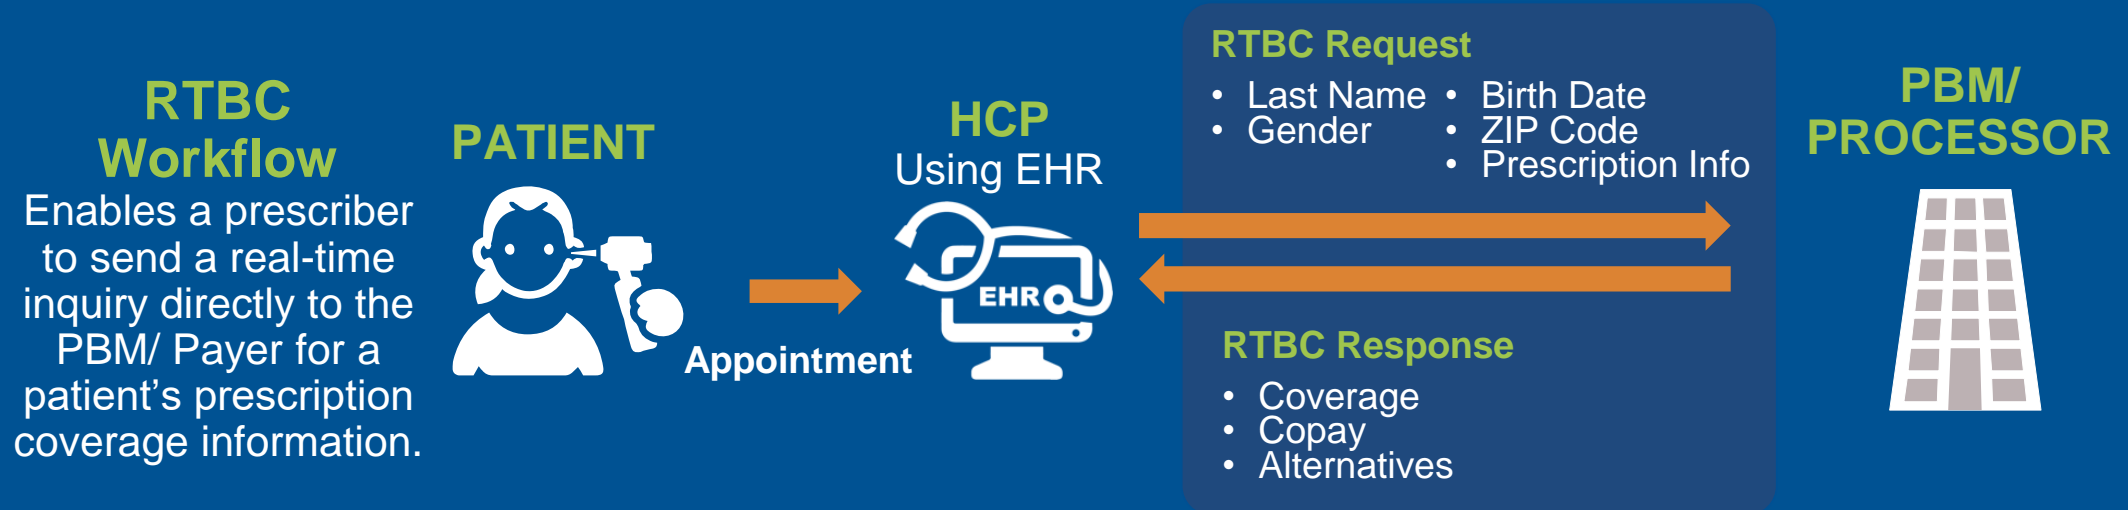 RTBC
Workflow
Enables a prescriber
to send a real-time
inquiry directly to the
PBM/ Payer for a
patient’s prescription
coverage information.
PATIENT
Appointment
HCP
Using EHR
EHR
RTBC Request
• Last Name
• Gender
• Birth Date
• ZIP Code
• Prescription Info
RTBC Response
• Coverage
• Copay
• Alternatives
PBM/
PROCESSOR